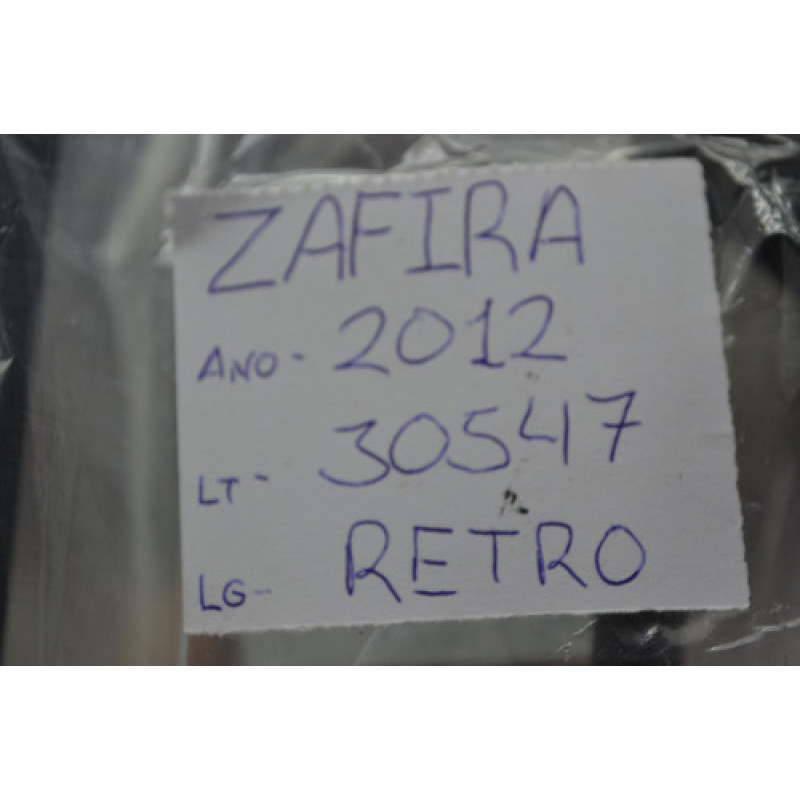 ZAFIRA
ANO- 2012
LT- 30547
LG- RETRO